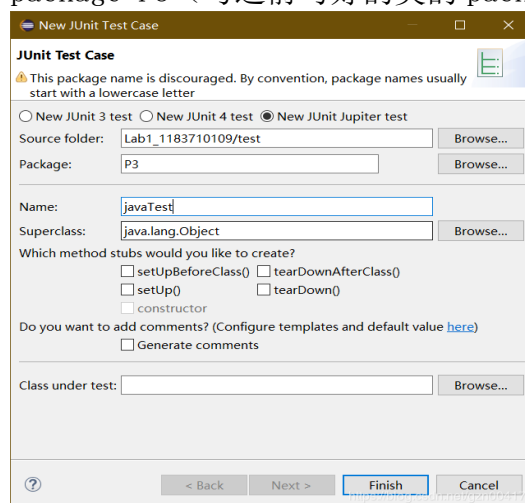 New JUnit Test Case
JUnit Test Case
This package name is discouraged. By convention, package names usually
start with a lowercase letter
New JUnit 3 test New JUnit 4 test New JUnit Jupiter test
Source folder: Lab1_1183710109/test Browse...
Package: P3 Browse...
Name: javaTest
Superclass: java.lang.Object Browse...
Which method stubs would you like to create?
setUpBeforeClass() tearDownAfterClass()
setUp() tearDown()
constructor
Do you want to add comments? (Configure templates and default value here)
Generate comments
Class under test: Browse...
? < Back Next > Finish Cancel